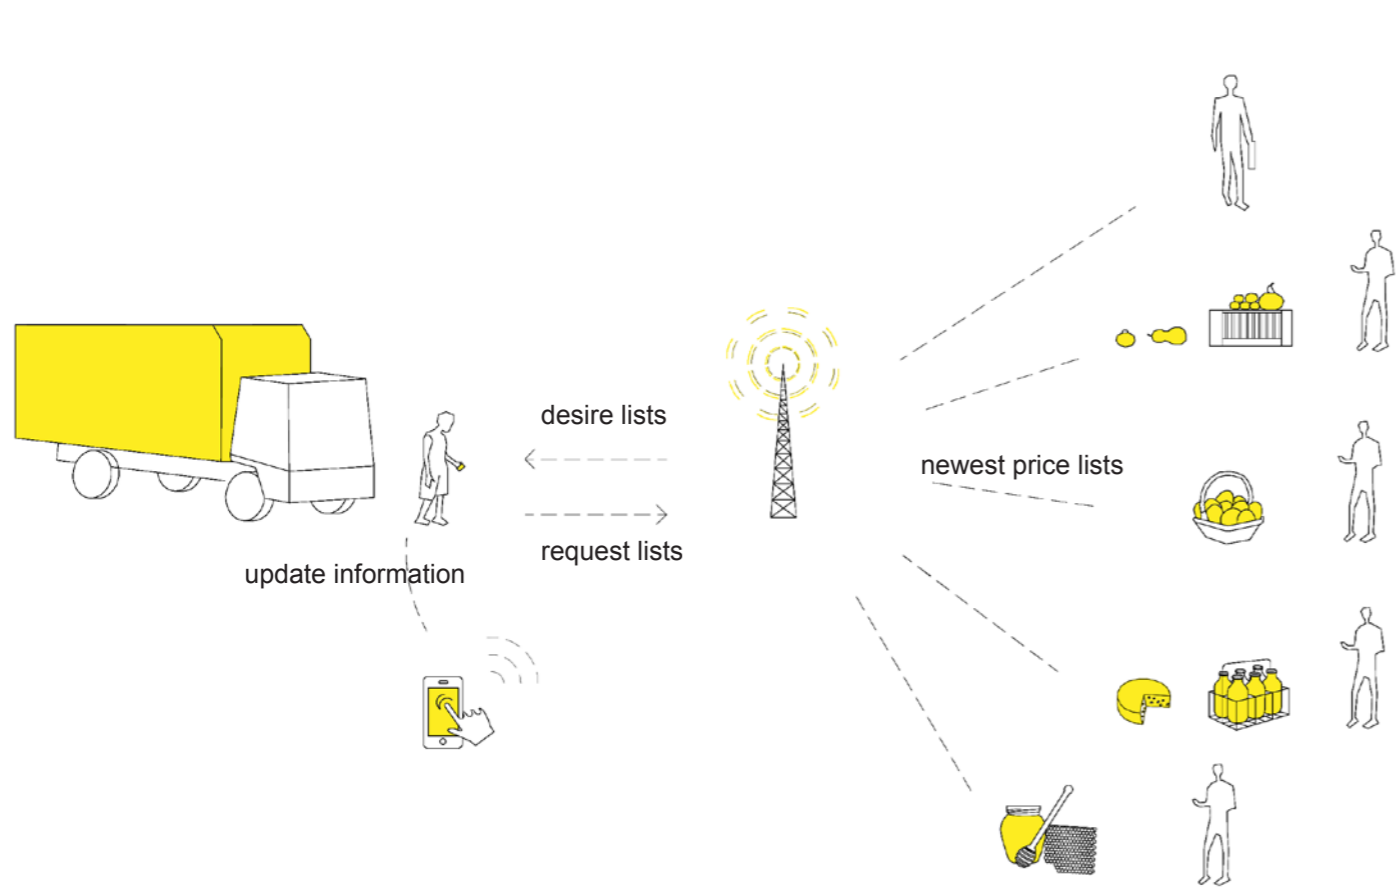 desire lists
newest price lists
request lists
update information